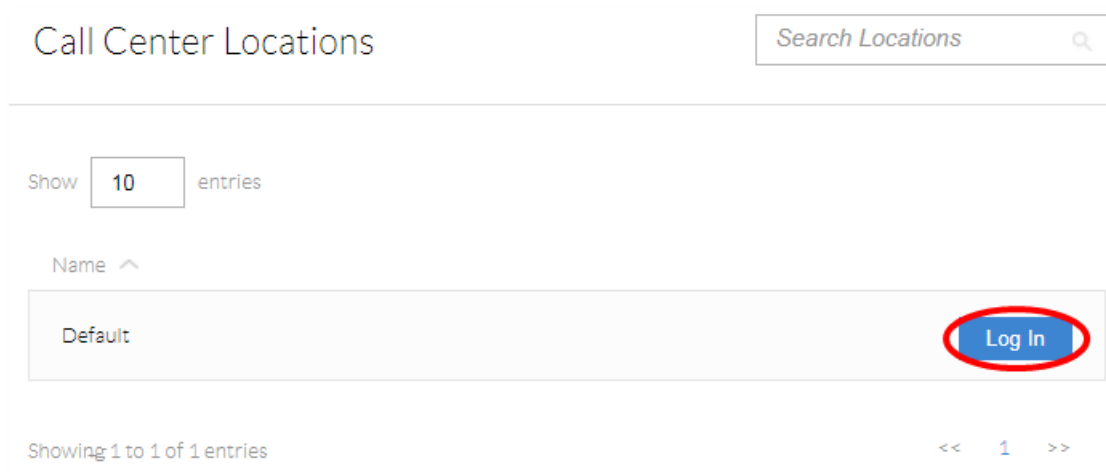 Call Center Locations
Search Locations
Show 10 entries
Name
Default
Log In
Showing 1 to 1 of 1 entries
<< 1 >>